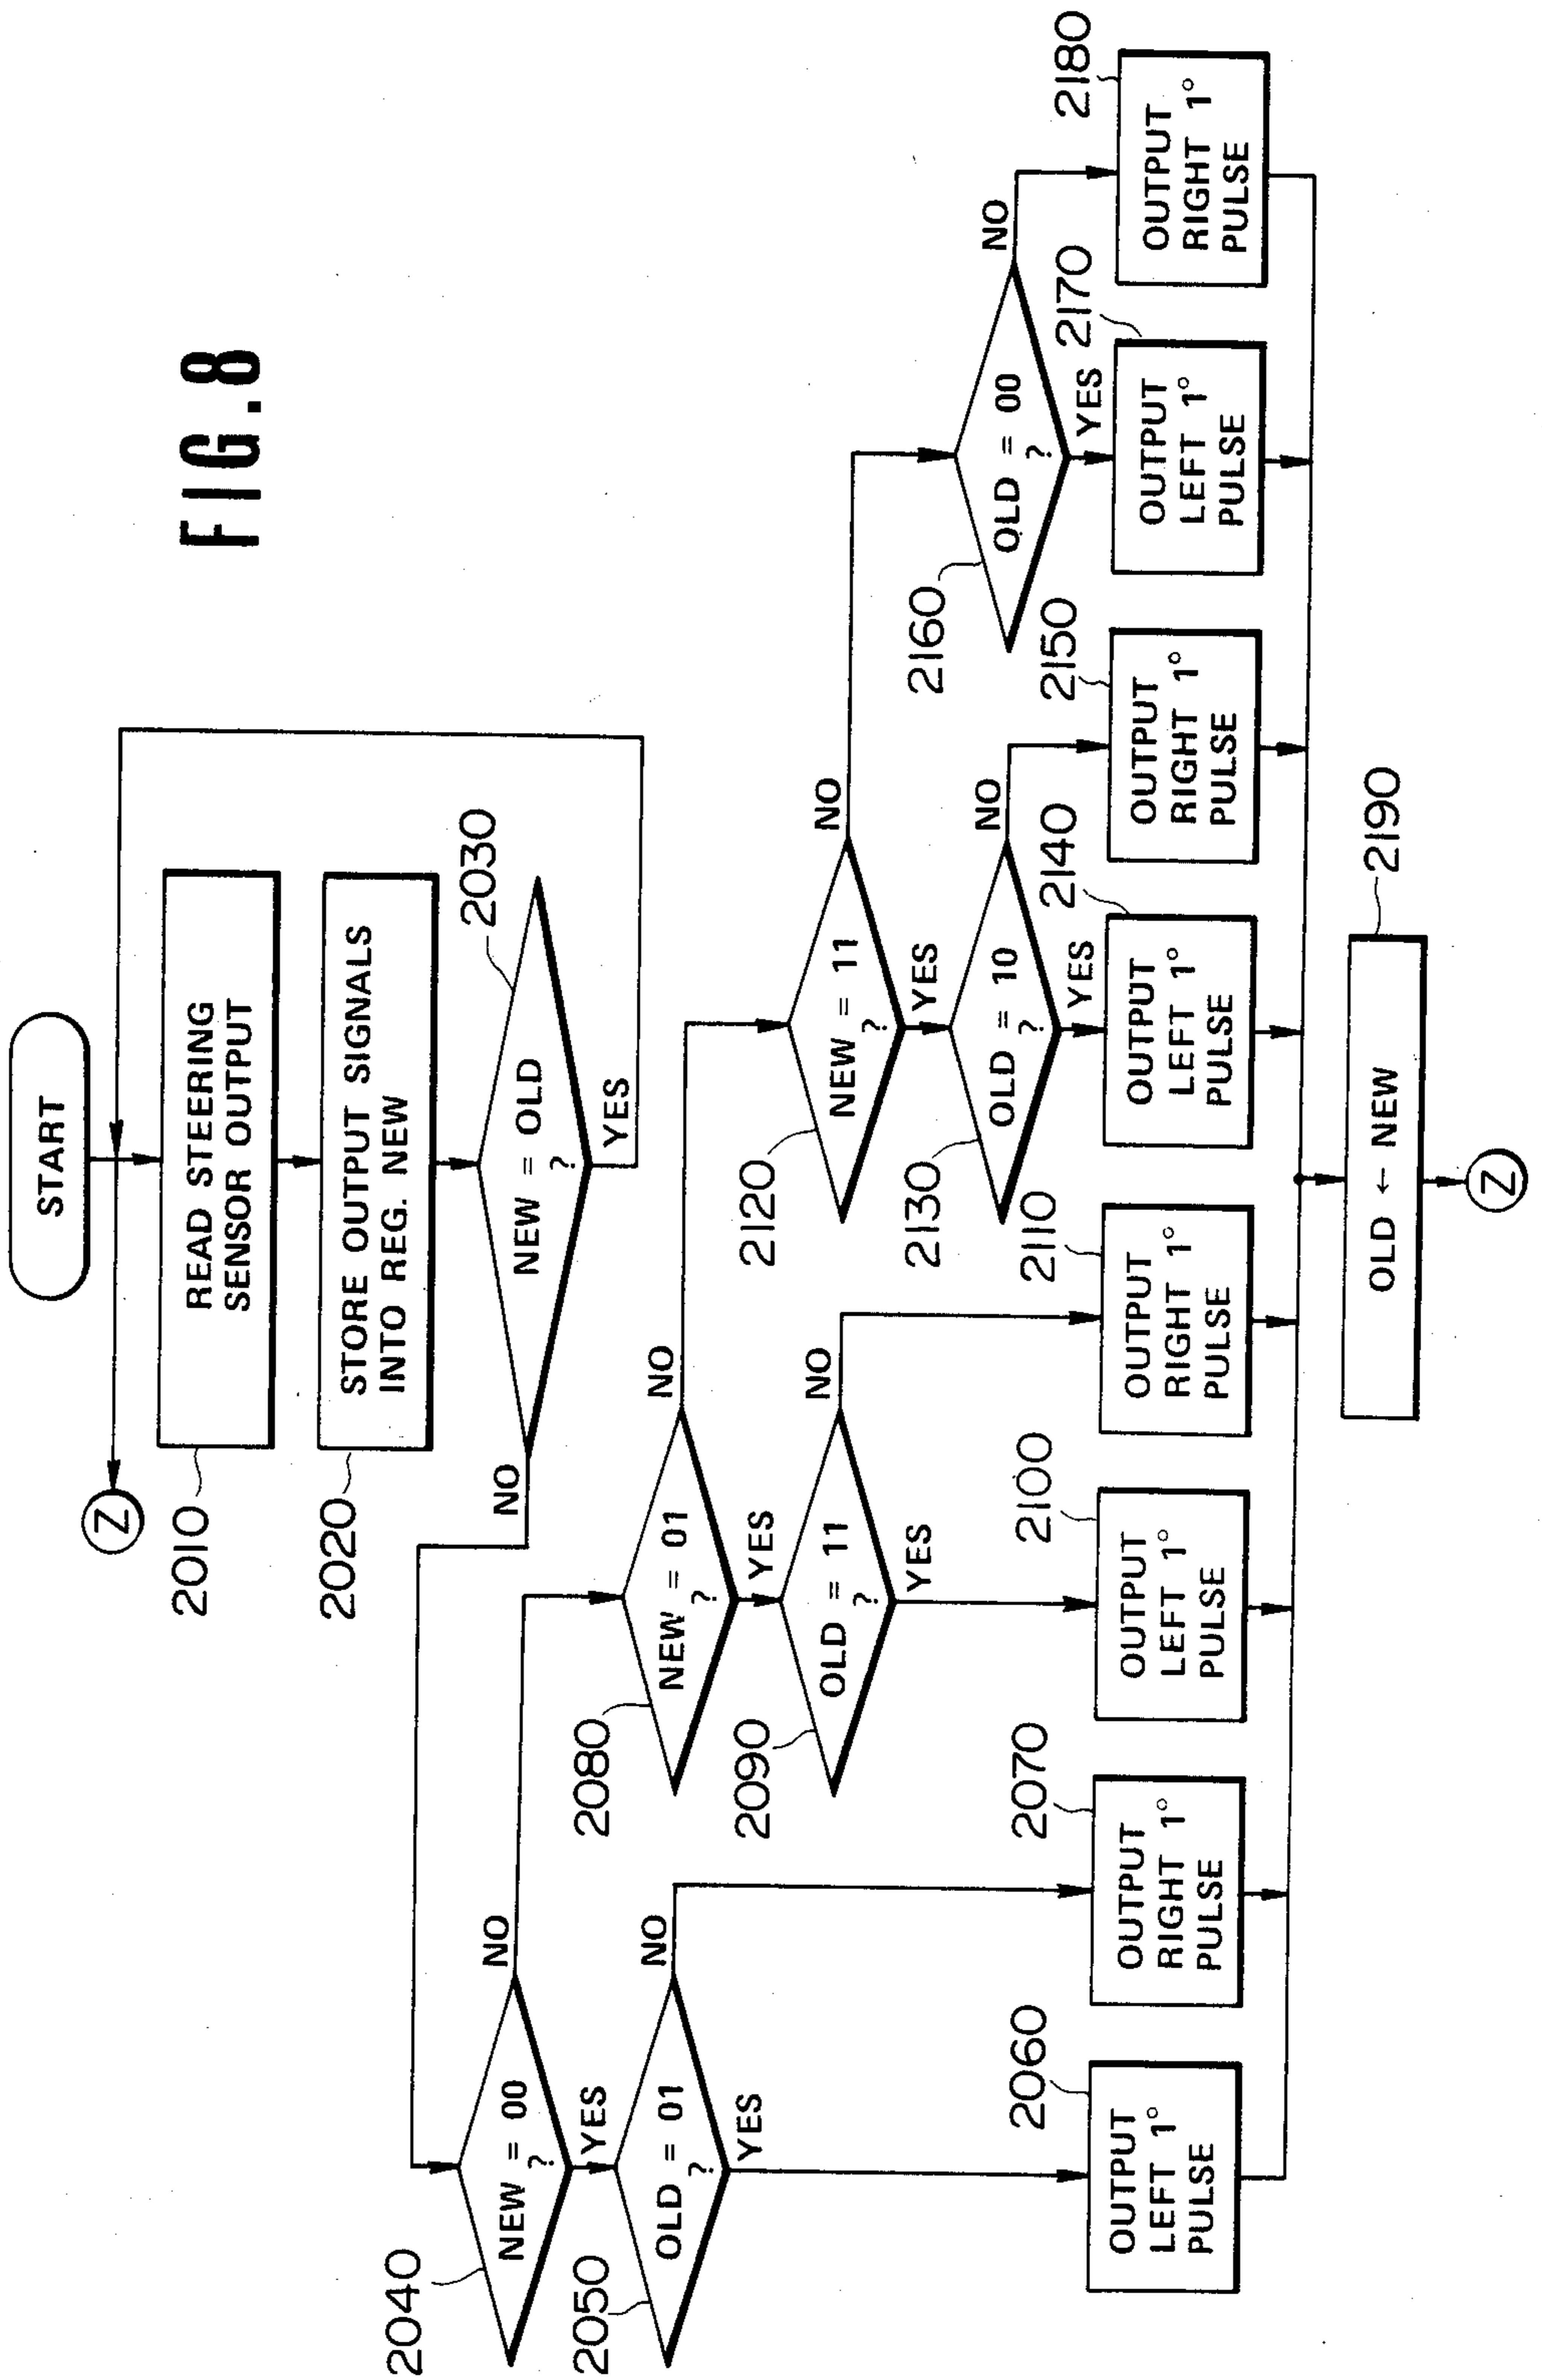 FIG.8
START
Z
READ STEERING
SENSOR OUTPUT
2010
STORE OUTPUT SIGNALS
INTO REG. NEW
2020
NEW = OLD
?
2030
NO
YES
NEW = 00
?
2040
NO
YES
OLD = 01
?
2050
NO
YES
NEW = 01
?
2080
NO
YES
OLD = 11
?
2090
NO
YES
NEW = 11
?
2120
NO
YES
OLD = 10
?
2130
NO
YES
OLD = 00
?
2160
NO
YES
OUTPUT
LEFT 1°
PULSE
2060
OUTPUT
RIGHT 1°
PULSE
2070
OUTPUT
LEFT 1°
PULSE
2100
OUTPUT
RIGHT 1°
PULSE
2110
OUTPUT
LEFT 1°
PULSE
2140
OUTPUT
RIGHT 1°
PULSE
2150
OUTPUT
LEFT 1°
PULSE
2170
OUTPUT
RIGHT 1°
PULSE
2180
OLD ← NEW
2190
Z